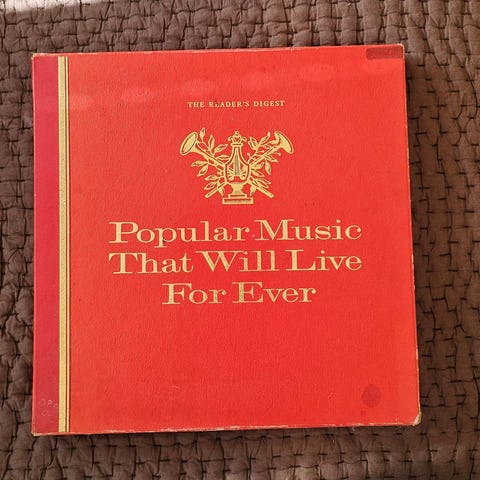 THE READER'S DIGEST
Popular Music
That Will Live
For Ever